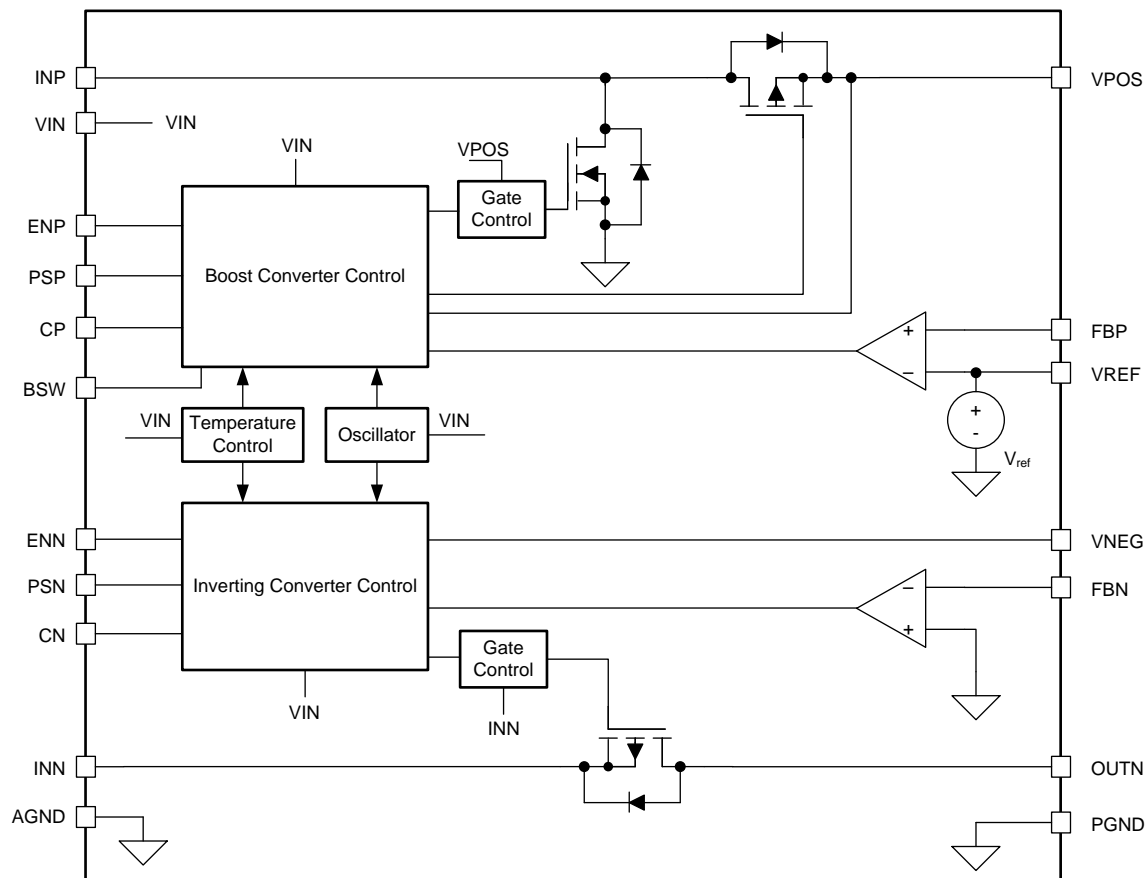 INP
VPOS
VIN
VIN
VIN
VPOS
Gate
Control
ENP
PSP
Boost Converter Control
CP
+
FBP
BSW
−
VREF
VIN
Temperature
Control
Oscillator
VIN
+
-
Vref
ENN
VNEG
PSN
Inverting Converter Control
−
FBN
CN
+
Gate
Control
VIN
INN
INN
OUTN
AGND
PGND